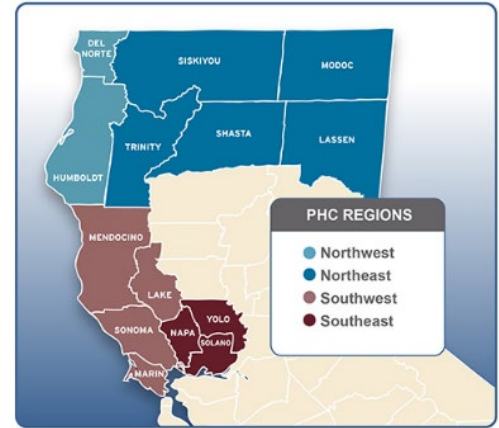 DEL
NORTE
SISKIYOU
MODOC
TRINITY
SHASTA
LASSEN
HUMBOLDT
MENDOCINO
LAKE
SONOMA
NAPA
YOLO
SOLANO
MARIN
PHC REGIONS
Northwest
Northeast
Southwest
Southeast